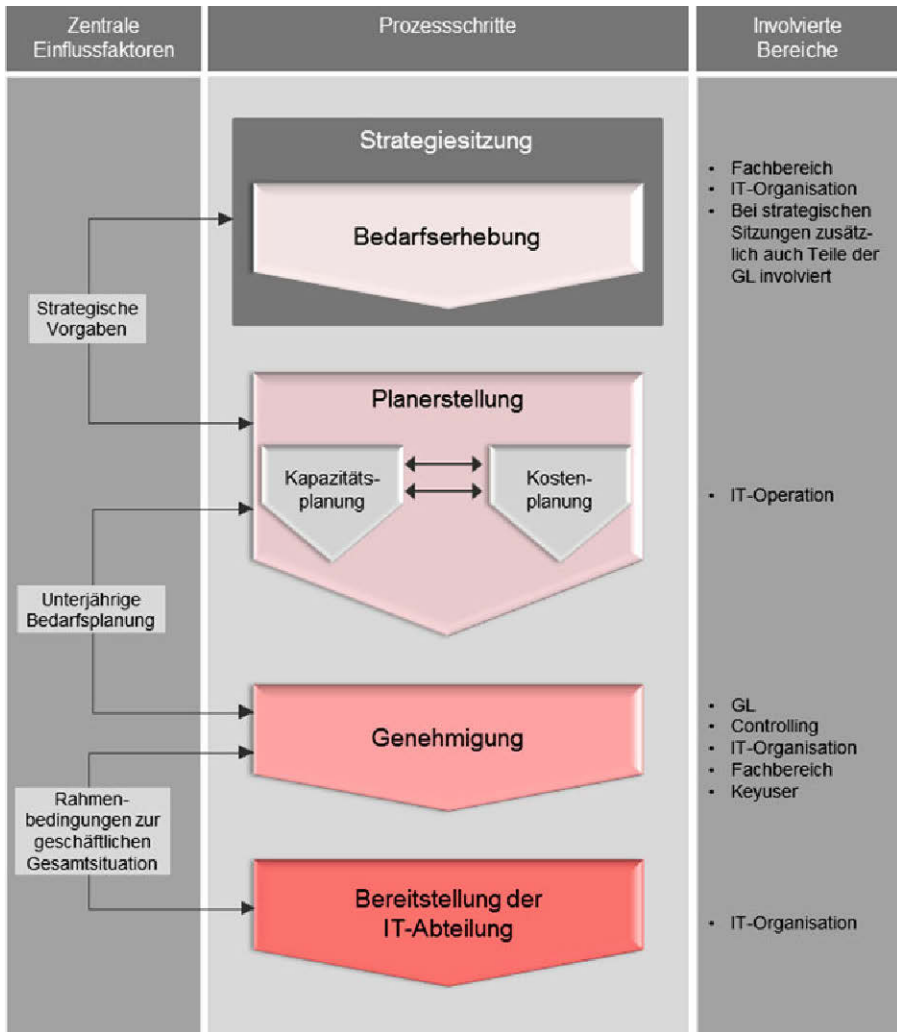 Zentrale
Einflussfaktoren
Prozessschritte
Involvierte
Bereiche
Strategiesitzung
Bedarfserhebung
• Fachbereich
• IT-Organisation
• Bei strategischen
Sitzungen zusätz-
lich auch Teile der
GL involviert
Strategische
Vorgaben
Planerstellung
Kapazitäts-
planung
Kosten-
planung
• IT-Operation
Unterjährige
Bedarfsplanung
Genehmigung
• GL
• Controlling
• IT-Organisation
• Fachbereich
• Keyuser
Rahmen-
bedingungen zur
geschäftlichen
Gesamtsituation
Bereitstellung der
IT-Abteilung
• IT-Organisation